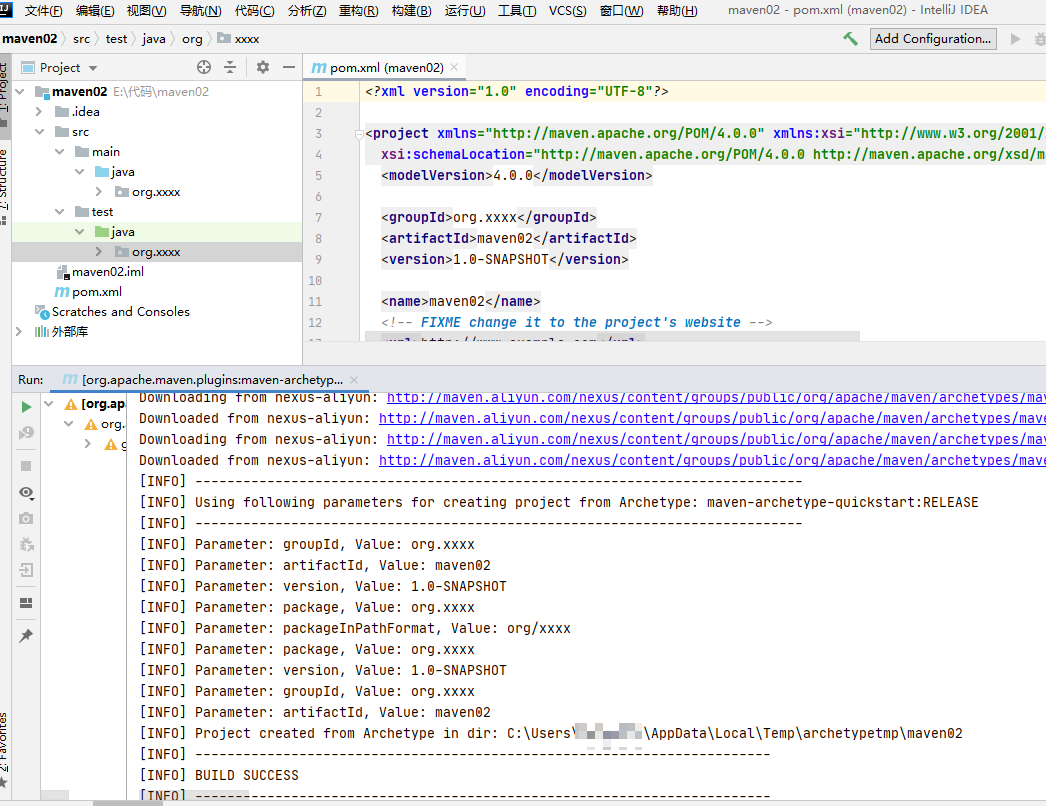 文件(F) 编辑(E) 视图(V) 导航(N) 代码(C) 分析(Z) 重构(R) 构建(B) 运行(U) 工具(T) VCS(S) 窗口(W) 帮助(H) maven02 - pom.xml (maven02) - IntelliJ IDEA
maven02 src test java org xxxx Add Configuration...
1: Project
7: Structure
2: Favorites
Project
maven02 E:\代码\maven02
.idea
src
main
java
org.xxxx
test
java
org.xxxx
maven02.iml
pom.xml
Scratches and Consoles
外部库
pom.xml (maven02)
1 <?xml version="1.0" encoding="UTF-8"?>
2
3 <project xmlns="http://maven.apache.org/POM/4.0.0" xmlns:xsi="http://www.w3.org/2001/
4 xsi:schemaLocation="http://maven.apache.org/POM/4.0.0 http://maven.apache.org/xsd/m
5 <modelVersion>4.0.0</modelVersion>
6
7 <groupId>org.xxxx</groupId>
8 <artifactId>maven02</artifactId>
9 <version>1.0-SNAPSHOT</version>
10
11 <name>maven02</name>
12 <!-- FIXME change it to the project's website -->
Run: [org.apache.maven.plugins:maven-archetyp...
[org.ap
org.
Downloading from nexus-aliyun: http://maven.aliyun.com/nexus/content/groups/public/org/apache/maven/archetypes/mav
Downloaded from nexus-aliyun: http://maven.aliyun.com/nexus/content/groups/public/org/apache/maven/archetypes/mave
Downloading from nexus-aliyun: http://maven.aliyun.com/nexus/content/groups/public/org/apache/maven/archetypes/mav
Downloaded from nexus-aliyun: http://maven.aliyun.com/nexus/content/groups/public/org/apache/maven/archetypes/mave
[INFO] ----------------------------------------------------------------------------
[INFO] Using following parameters for creating project from Archetype: maven-archetype-quickstart:RELEASE
[INFO] ----------------------------------------------------------------------------
[INFO] Parameter: groupId, Value: org.xxxx
[INFO] Parameter: artifactId, Value: maven02
[INFO] Parameter: version, Value: 1.0-SNAPSHOT
[INFO] Parameter: package, Value: org.xxxx
[INFO] Parameter: packageInPathFormat, Value: org/xxxx
[INFO] Parameter: package, Value: org.xxxx
[INFO] Parameter: version, Value: 1.0-SNAPSHOT
[INFO] Parameter: groupId, Value: org.xxxx
[INFO] Parameter: artifactId, Value: maven02
[INFO] Project created from Archetype in dir: C:\Users\ \AppData\Local\Temp\archetypetmp\maven02
[INFO] ------------------------------------------------------------------------
[INFO] BUILD SUCCESS
[INFO] ------------------------------------------------------------------------